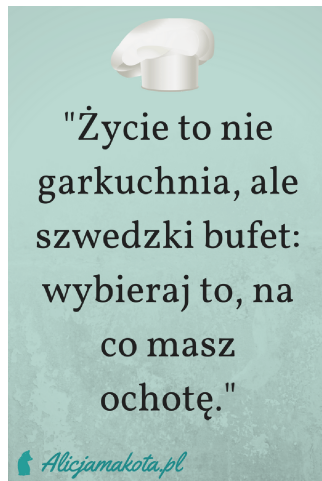 "Życie to nie
garkuchnia, ale
szwedzki bufet:
wybieraj to, na
co masz
ochotę."
Alicjamakota.pl